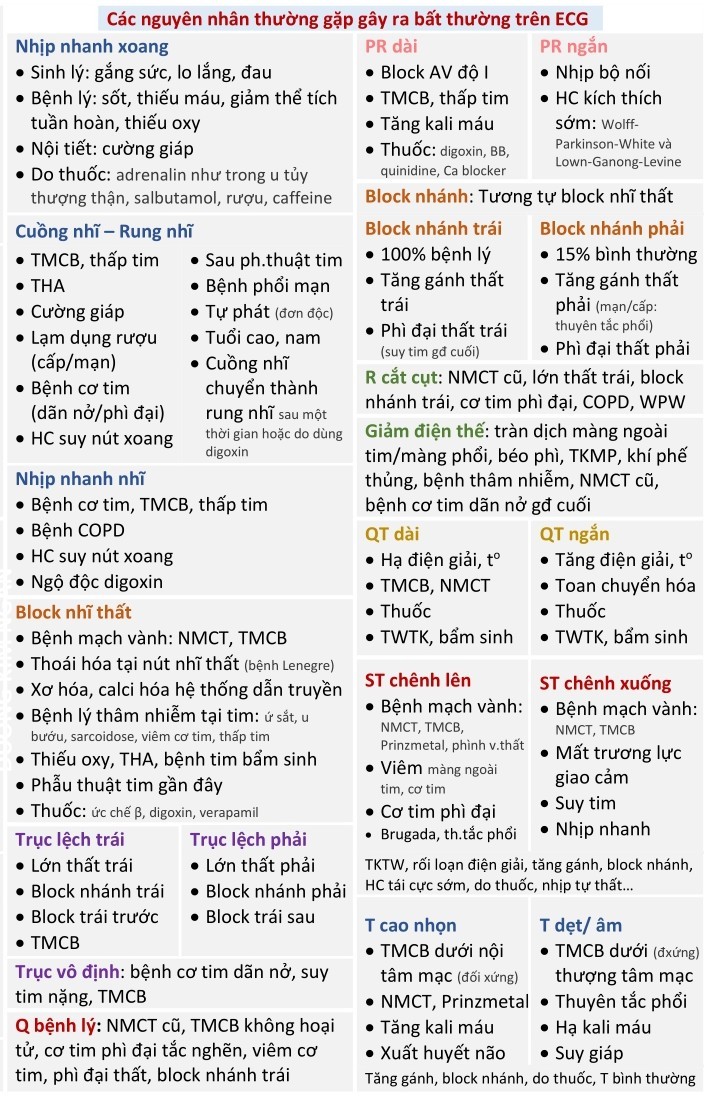 Các nguyên nhân thường gặp gây ra bất thường trên ECG
Nhịp nhanh xoang
• Sinh lý: gắng sức, lo lắng, đau
• Bệnh lý: sốt, thiếu máu, giảm thể tích
tuần hoàn, thiếu oxy
• Nội tiết: cường giáp
• Do thuốc: adrenalin như trong u tủy
thượng thận, salbutamol, rượu, caffeine
Cuồng nhĩ – Rung nhĩ
• TMCB, thấp tim
• THA
• Cường giáp
• Lạm dụng rượu
(cấp/mạn)
• Bệnh cơ tim
(dãn nở/phì đại)
• HC suy nút xoang
• Sau ph.thuật tim
• Bệnh phổi mạn
• Tự phát (đơn độc)
• Tuổi cao, nam
• Cuồng nhĩ
chuyển thành
rung nhĩ sau một
thời gian hoặc do dùng
digoxin
Nhịp nhanh nhĩ
• Bệnh cơ tim, TMCB, thấp tim
• Bệnh COPD
• HC suy nút xoang
• Ngộ độc digoxin
Block nhĩ thất
• Bệnh mạch vành: NMCT, TMCB
• Thoái hóa tại nút nhĩ thất (bệnh Lenegre)
• Xơ hóa, calci hóa hệ thống dẫn truyền
• Bệnh lý thâm nhiễm tại tim: ứ sắt, u
bướu, sarcoidose, viêm cơ tim, thấp tim
• Thiếu oxy, THA, bệnh tim bẩm sinh
• Phẫu thuật tim gần đây
• Thuốc: ức chế β, digoxin, verapamil
Trục lệch trái
• Lớn thất trái
• Block nhánh trái
• Block trái trước
• TMCB
Trục lệch phải
• Lớn thất phải
• Block nhánh phải
• Block trái sau
Trục vô định: bệnh cơ tim dãn nở, suy
tim nặng, TMCB
Q bệnh lý: NMCT cũ, TMCB không hoại
tử, cơ tim phì đại tắc nghẽn, viêm cơ
tim, phì đại thất, block nhánh trái
PR dài
• Block AV độ I
• TMCB, thấp tim
• Tăng kali máu
• Thuốc: digoxin, BB,
quinidine, Ca blocker
PR ngắn
• Nhịp bộ nối
• HC kích thích
sớm: Wolff-
Parkinson-White và
Lown-Ganong-Levine
Block nhánh: Tương tự block nhĩ thất
Block nhánh trái
• 100% bệnh lý
• Tăng gánh thất
trái
• Phì đại thất trái
(suy tim gđ cuối)
Block nhánh phải
• 15% bình thường
• Tăng gánh thất
phải (mạn/cấp:
thuyên tắc phổi)
• Phì đại thất phải
R cắt cụt: NMCT cũ, lớn thất trái, block
nhánh trái, cơ tim phì đại, COPD, WPW
Giảm điện thế: tràn dịch màng ngoài
tim/màng phổi, béo phì, TKMP, khí phế
thủng, bệnh thâm nhiễm, NMCT cũ,
bệnh cơ tim dãn nở gđ cuối
QT dài
• Hạ điện giải, tº
• TMCB, NMCT
• Thuốc
• TWTK, bẩm sinh
QT ngắn
• Tăng điện giải, tº
• Toan chuyển hóa
• Thuốc
• TWTK, bẩm sinh
ST chênh lên
• Bệnh mạch vành:
NMCT, TMCB,
Prinzmetal, phình v.thất
• Viêm màng ngoài
tim, cơ tim
• Cơ tim phì đại
• Brugada, th.tắc phổi
ST chênh xuống
• Bệnh mạch vành:
NMCT, TMCB
• Mất trương lực
giao cảm
• Suy tim
• Nhịp nhanh
TKTW, rối loạn điện giải, tăng gánh, block nhánh,
HC tái cực sớm, do thuốc, nhịp tự thất...
T cao nhọn
• TMCB dưới nội
tâm mạc (đối xứng)
• NMCT, Prinzmetal
• Tăng kali máu
• Xuất huyết não
T dẹt/ âm
• TMCB dưới (đxứng)
thượng tâm mạc
• Thuyên tắc phổi
• Hạ kali máu
• Suy giáp
Tăng gánh, block nhánh, do thuốc, T bình thường